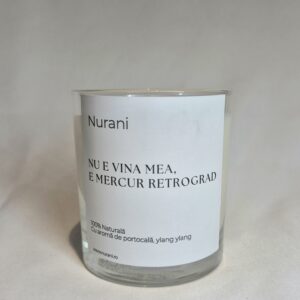 Nurani
NU E VINA MEA,
E MERCUR RETROGRAD
100% Naturală
Cu aromă de portocală, ylang ylang